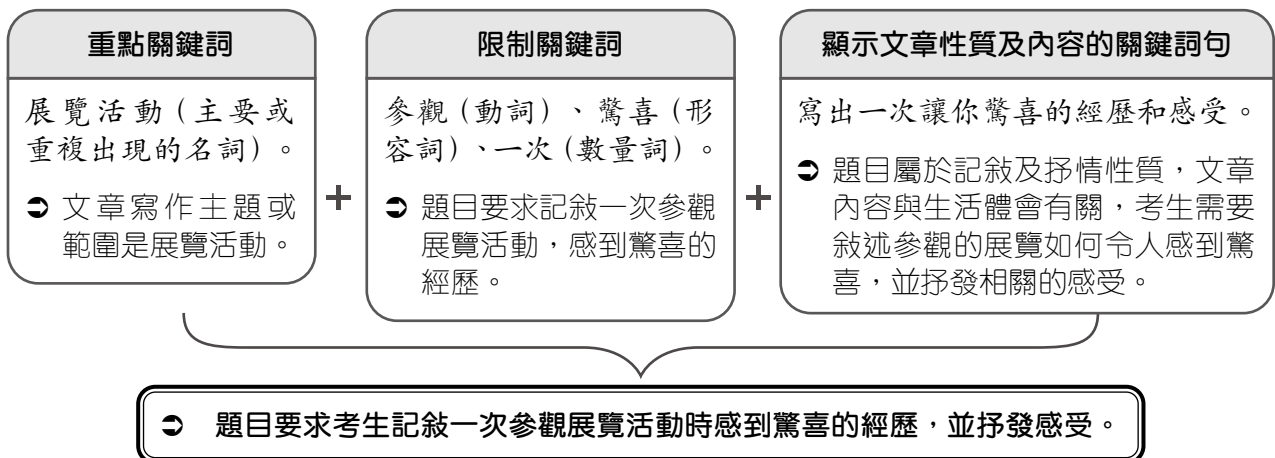 重點關鍵詞
展覽活動（主要或
重複出現的名詞）。
➲ 文章寫作主題或
範圍是展覽活動。
+
限制關鍵詞
參觀（動詞）、驚喜（形
容詞）、一次（數量詞）。
➲ 題目要求記敍一次參觀
展覽活動，感到驚喜的
經歷。
+
顯示文章性質及內容的關鍵詞句
寫出一次讓你驚喜的經歷和感受。
➲ 題目屬於記敍及抒情性質，文章
內容與生活體會有關，考生需要
敍述參觀的展覽如何令人感到驚
喜，並抒發相關的感受。
➲ 題目要求考生記敍一次參觀展覽活動時感到驚喜的經歷，並抒發感受。